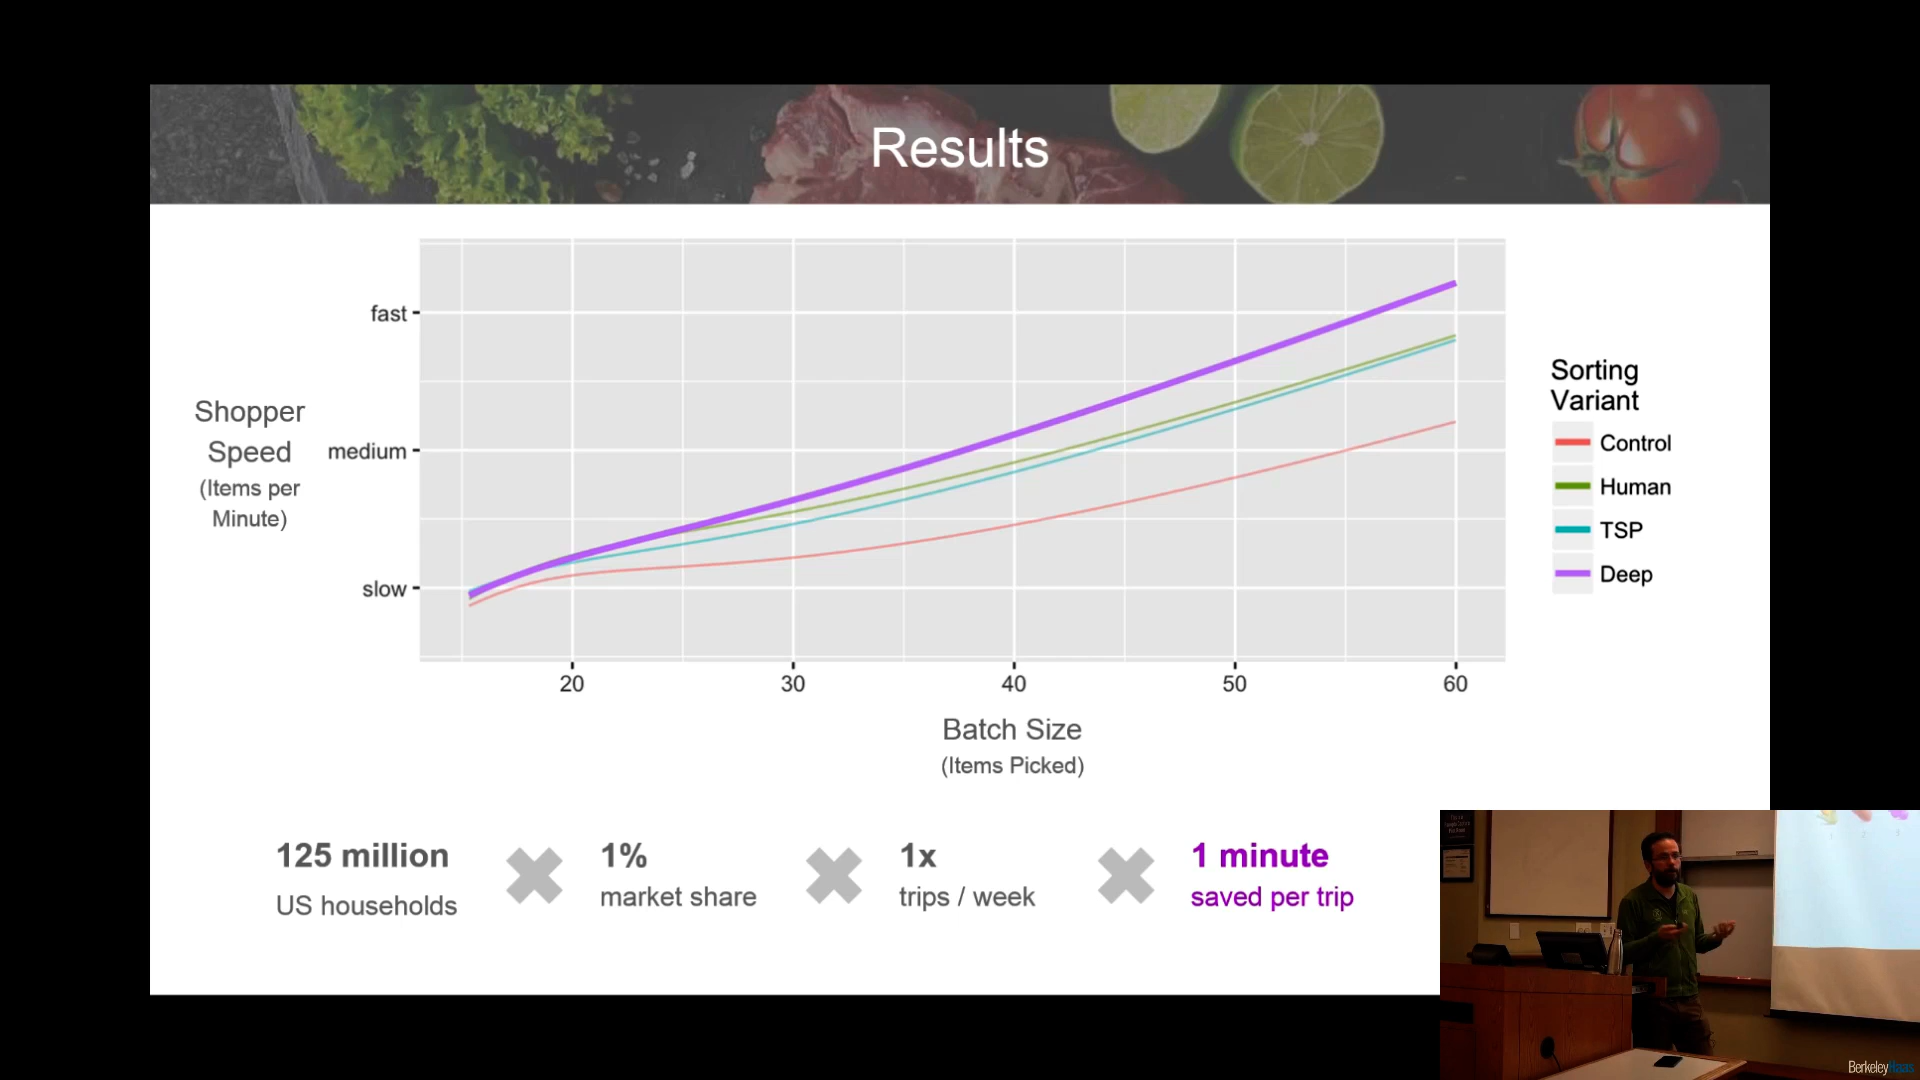 Results
fast
medium
slow
Shopper
Speed
(Items per
Minute)
20 30 40 50 60
Batch Size
(Items Picked)
Sorting
Variant
Control
Human
TSP
Deep
125 million
US households
1%
market share
1x
trips / week
1 minute
saved per trip
BerkeleyHaas